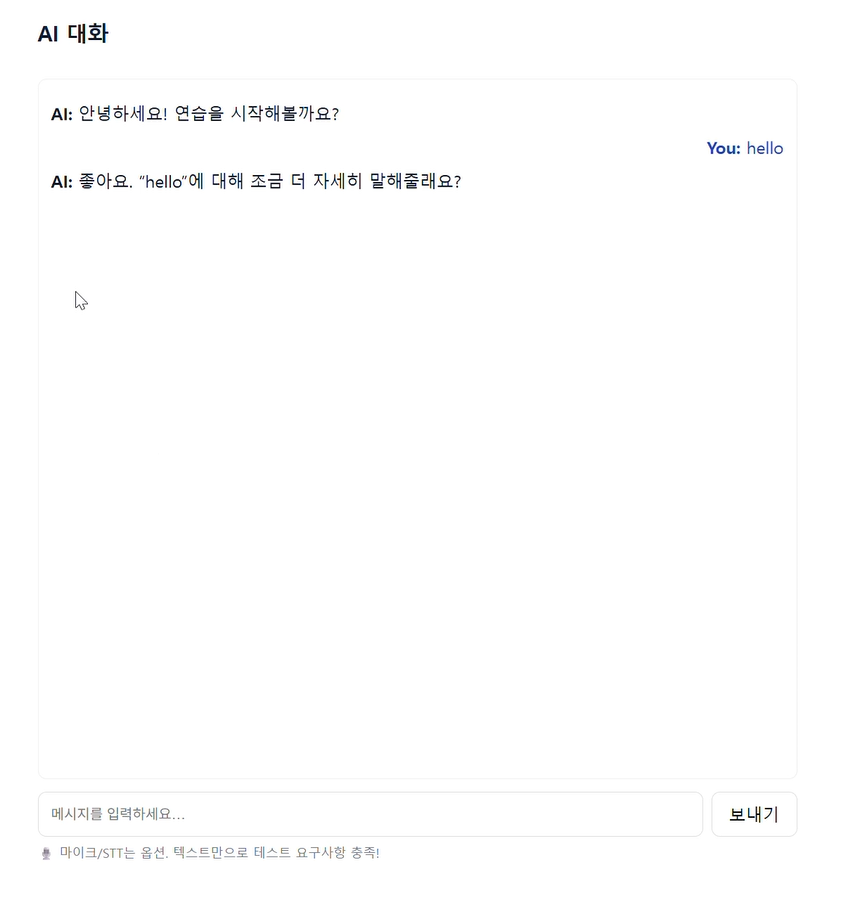 AI 대화
AI: 안녕하세요! 연습을 시작해볼까요?
You: hello
AI: 좋아요. “hello”에 대해 조금 더 자세히 말해줄래요?
메시지를 입력하세요…
보내기
마이크/STT는 옵션. 텍스트만으로 테스트 요구사항 충족!